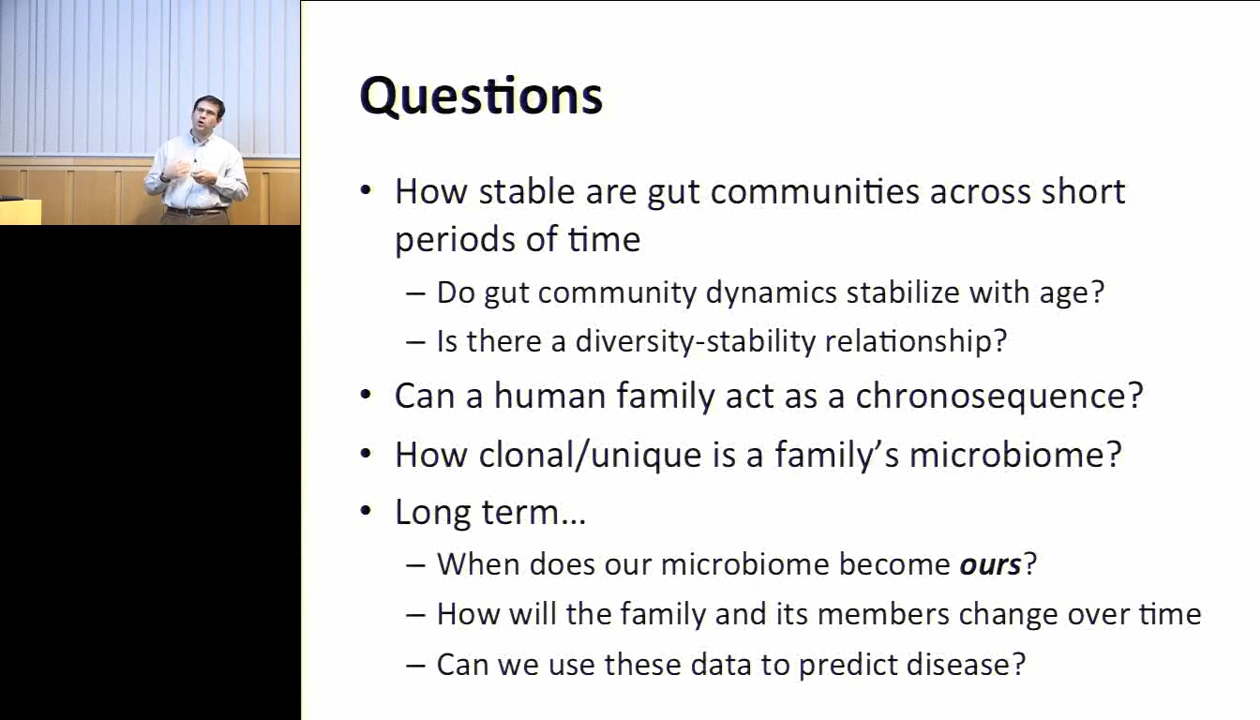 Questions
• How stable are gut communities across short
periods of time
– Do gut community dynamics stabilize with age?
– Is there a diversity-stability relationship?
• Can a human family act as a chronosequence?
• How clonal/unique is a family’s microbiome?
• Long term…
– When does our microbiome become ours?
– How will the family and its members change over time
– Can we use these data to predict disease?